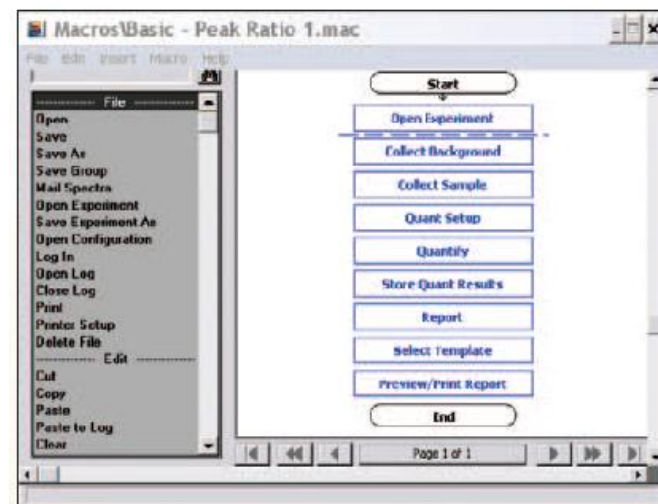 Macros\Basic - Peak Ratio 1.mac
File Edit Insert Macro Help
File
Open
Save
Save As
Save Group
Mail Spectra
Open Experiment
Save Experiment As
Open Configuration
Log In
Open Log
Close Log
Print
Printer Setup
Delete File
Edit
Cut
Copy
Paste
Paste to Log
Clear
Start
Open Experiment
Collect Background
Collect Sample
Quant Setup
Quantify
Store Quant Results
Report
Select Template
Preview/Print Report
End
Page 1 of 1